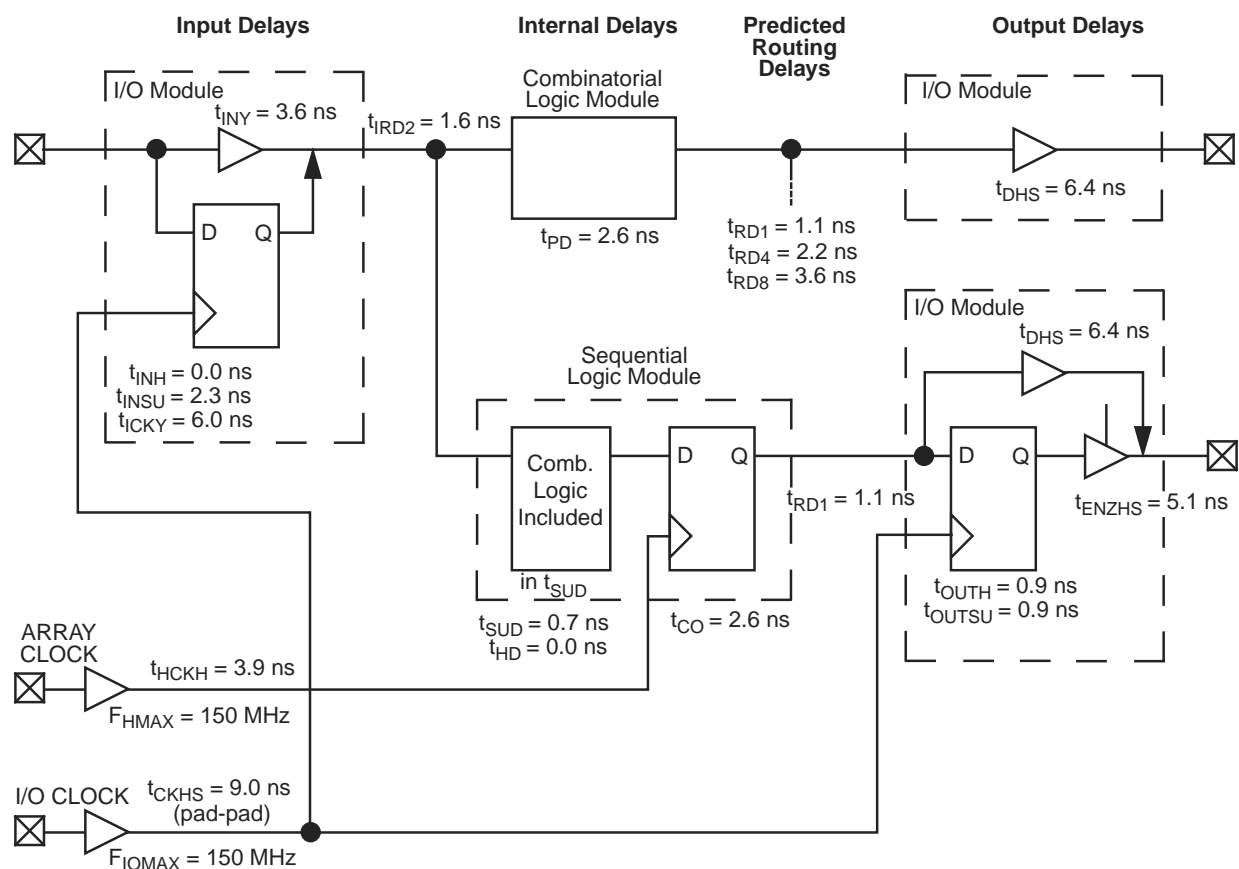 Input Delays
Internal Delays
Predicted
Routing
Delays
Output Delays
I/O Module
tINY = 3.6 ns
tIRD2 = 1.6 ns
Combinatorial
Logic Module
I/O Module
tDHS = 6.4 ns
D Q
tPD = 2.6 ns
tRD1 = 1.1 ns
tRD4 = 2.2 ns
tRD8 = 3.6 ns
I/O Module
tDHS = 6.4 ns
tINH = 0.0 ns
tINSU = 2.3 ns
tICKY = 6.0 ns
Sequential
Logic Module
Comb.
Logic
Included
in tSUD
D Q
tRD1 = 1.1 ns
D Q
tENZHS = 5.1 ns
tSUD = 0.7 ns
tHD = 0.0 ns
tCO = 2.6 ns
tOUTH = 0.9 ns
tOUTSU = 0.9 ns
ARRAY
CLOCK
tHCKH = 3.9 ns
FHMAX = 150 MHz
I/O CLOCK
tCKHS = 9.0 ns
(pad-pad)
FIOMAX = 150 MHz